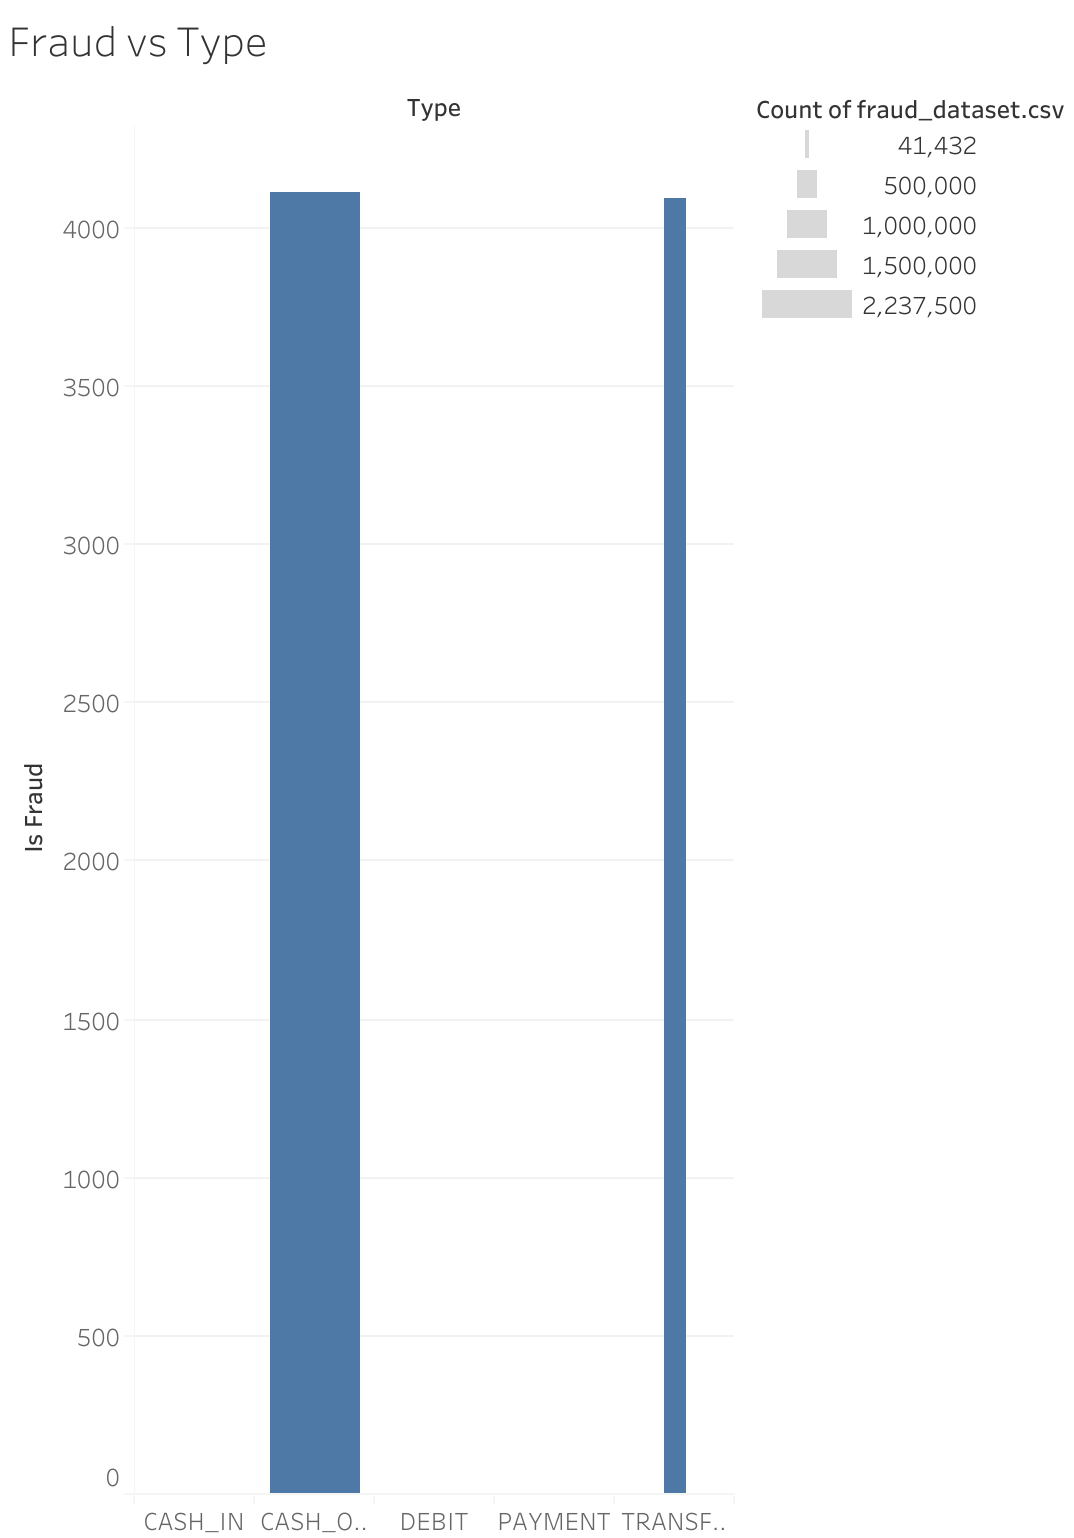 Fraud vs Type
Type
Count of fraud_dataset.csv
41,432
500,000
1,000,000
1,500,000
2,237,500
4000
3500
3000
2500
2000
1500
1000
500
0
Is Fraud
CASH_IN CASH_O.. DEBIT PAYMENT TRANSF..